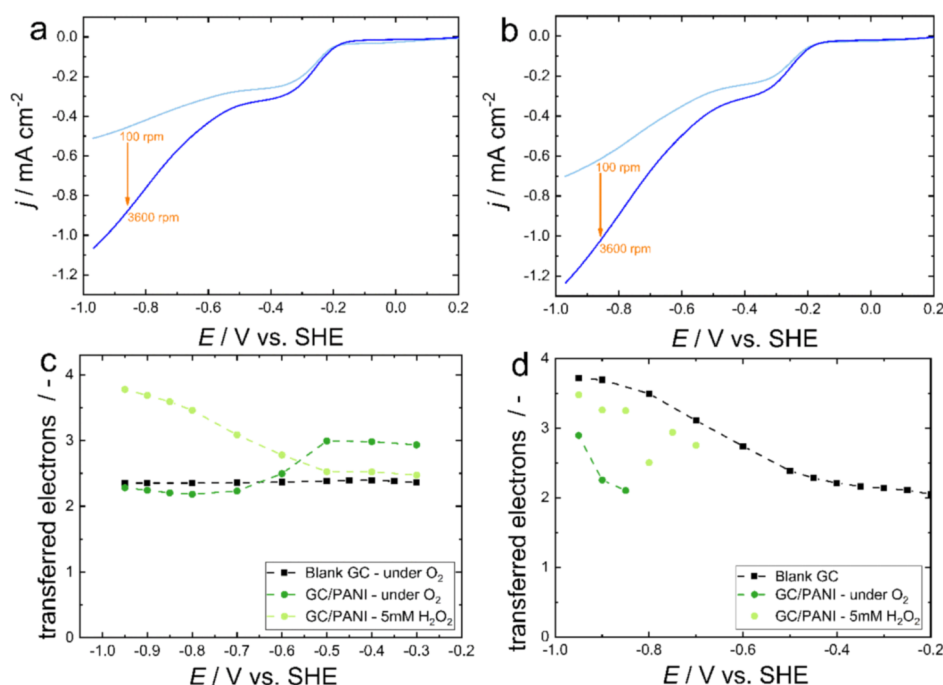 a
0.0
-0.2
-0.4
-0.6
-0.8
-1.0
-1.2
j / mA cm⁻²
100 rpm
3600 rpm
-1.0 -0.8 -0.6 -0.4 -0.2 0.0 0.2
E / V vs. SHE
b
0.0
-0.2
-0.4
-0.6
-0.8
-1.0
-1.2
j / mA cm⁻²
100 rpm
3600 rpm
-1.0 -0.8 -0.6 -0.4 -0.2 0.0 0.2
E / V vs. SHE
c
4
3
2
1
0
transferred electrons / -
Blank GC - under O₂
GC/PANI - under O₂
GC/PANI - 5mM H₂O₂
-1.0 -0.9 -0.8 -0.7 -0.6 -0.5 -0.4 -0.3 -0.2
E / V vs. SHE
d
4
3
2
1
0
transferred electrons / -
Blank GC
GC/PANI - under O₂
GC/PANI - 5mM H₂O₂
-1.0 -0.8 -0.6 -0.4 -0.2
E / V vs. SHE